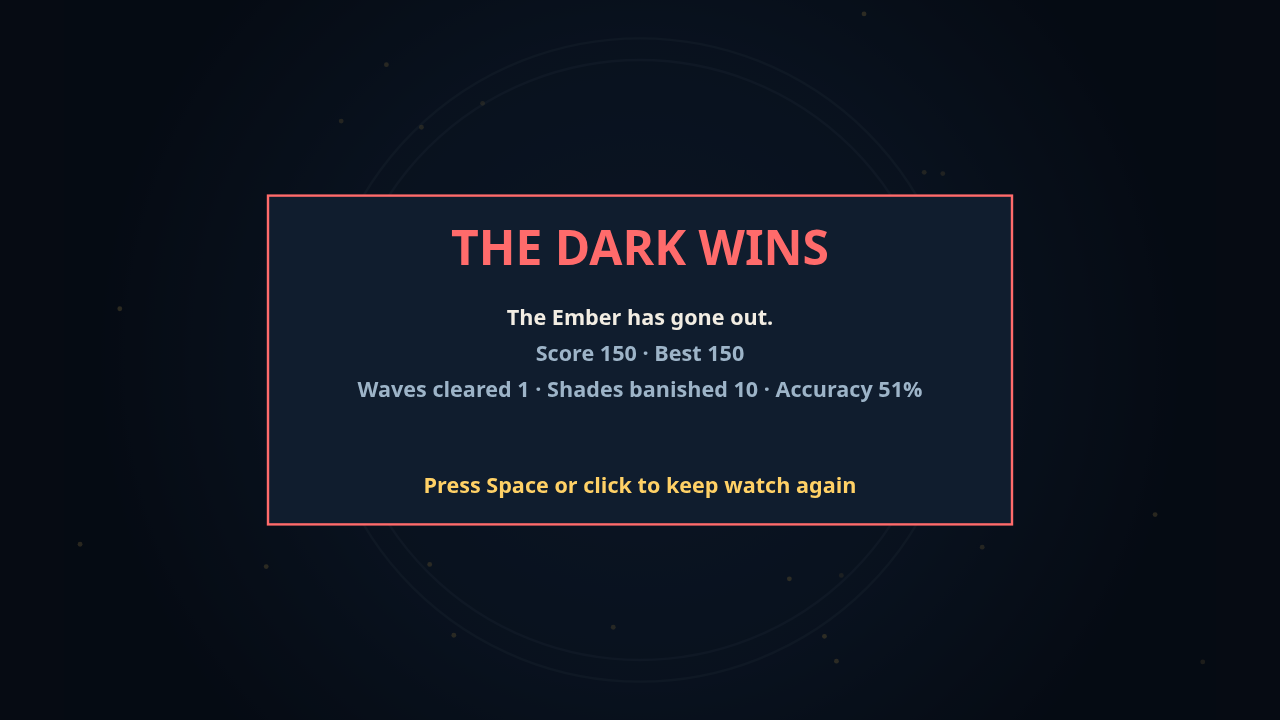 THE DARK WINS
The Ember has gone out.
Score 150 · Best 150
Waves cleared 1 · Shades banished 10 · Accuracy 51%
Press Space or click to keep watch again